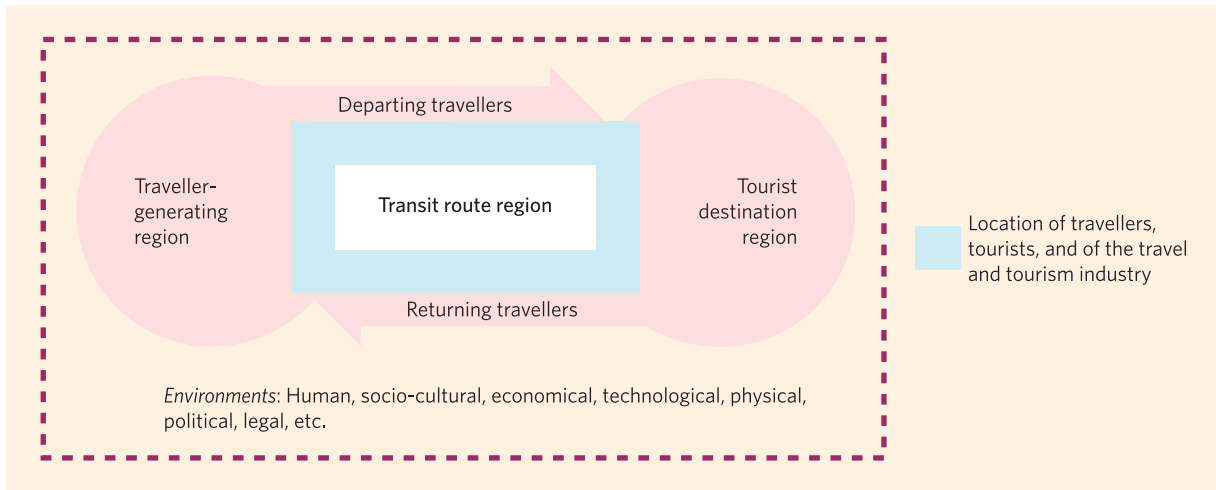 Departing travellers
Traveller-
generating
region
Transit route region
Tourist
destination
region
Returning travellers
Environments: Human, socio-cultural, economical, technological, physical,
political, legal, etc.
Location of travellers,
tourists, and of the travel
and tourism industry